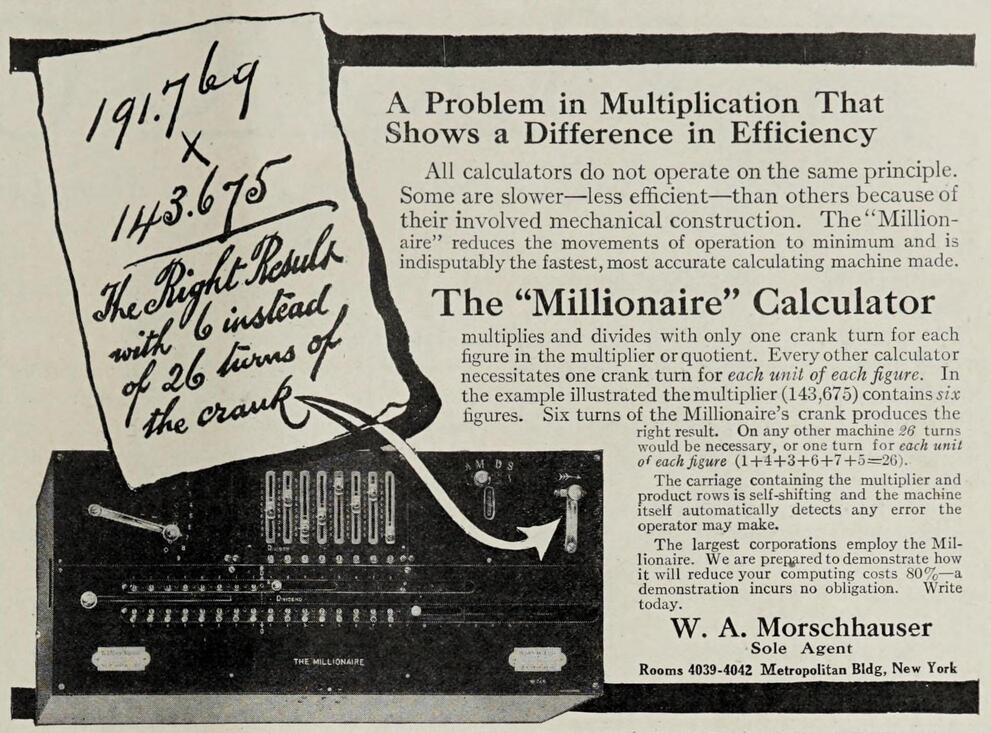 191.769
X
143.675
The Right Result
with 6 instead
of 26 turns of
the crank
A Problem in Multiplication That
Shows a Difference in Efficiency
All calculators do not operate on the same principle.
Some are slower—less efficient—than others because of
their involved mechanical construction. The “Million-
aire” reduces the movements of operation to minimum and is
indisputably the fastest, most accurate calculating machine made.
The “Millionaire” Calculator
multiplies and divides with only one crank turn for each
figure in the multiplier or quotient. Every other calculator
necessitates one crank turn for each unit of each figure. In
the example illustrated the multiplier (143,675) contains six
figures. Six turns of the Millionaire’s crank produces the
right result. On any other machine 26 turns
would be necessary, or one turn for each unit
of each figure (1+4+3+6+7+5=26).
The carriage containing the multiplier and
product rows is self-shifting and the machine
itself automatically detects any error the
operator may make.
The largest corporations employ the Mil-
lionaire. We are prepared to demonstrate how
it will reduce your computing costs 80%—a
demonstration incurs no obligation. Write
today.
W. A. Morschhauser
Sole Agent
Rooms 4039-4042 Metropolitan Bldg, New York
A M D S
DIVIDEND
THE MILLIONAIRE